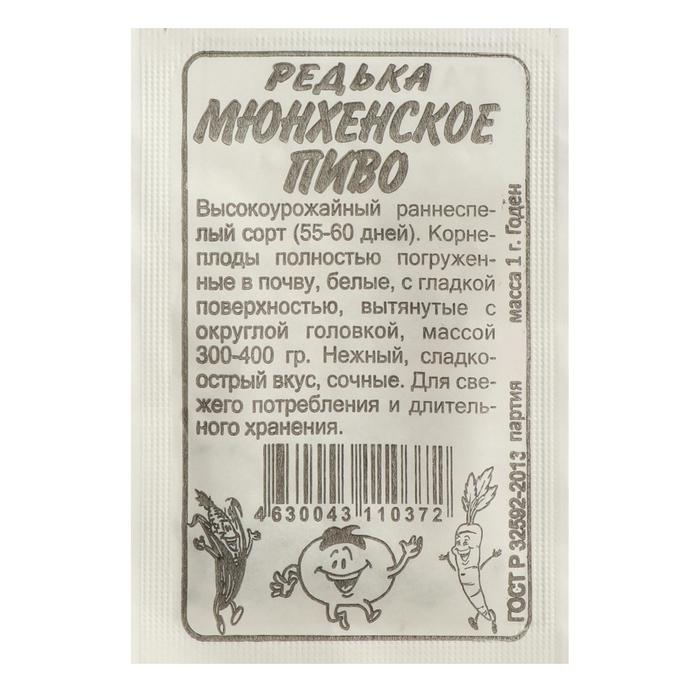 РЕДЬКА
МЮНХЕНСКОЕ
ПИВО
Высокоурожайный раннеспе-
лый сорт (55-60 дней). Корне-
плоды полностью погружен-
ные в почву, белые, с гладкой
поверхностью, вытянутые с
округлой головкой, массой
300-400 гр. Нежный, сладко-
острый вкус, сочные. Для све-
жего потребления и длитель-
ного хранения.
4 630043 110372
ГОСТ Р 32592-2013 партия масса 1 г. Годен